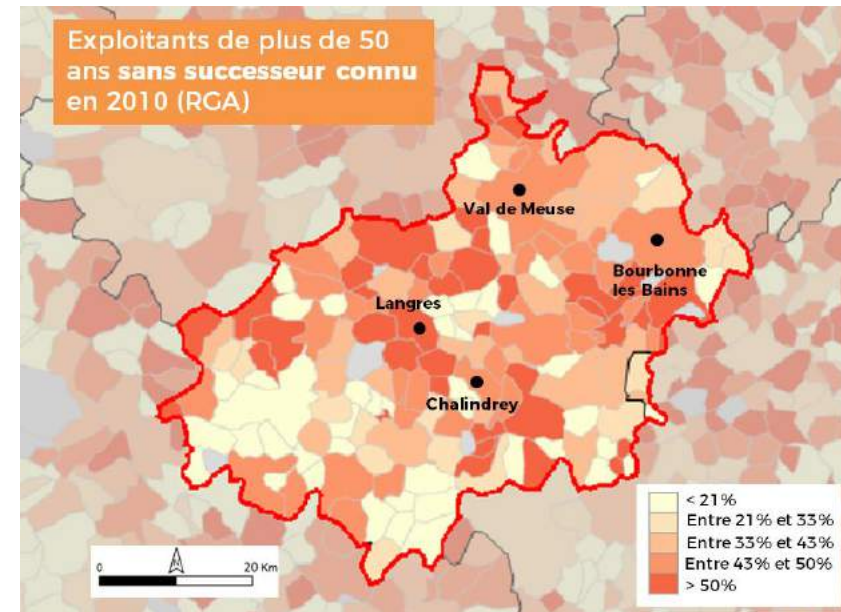 Exploitants de plus de 50
ans sans successeur connu
en 2010 (RGA)
Val de Meuse
Bourbonne
les Bains
Langres
Chalindrey
< 21%
Entre 21% et 33%
Entre 33% et 43%
Entre 43% et 50%
> 50%
0
N
20 Km